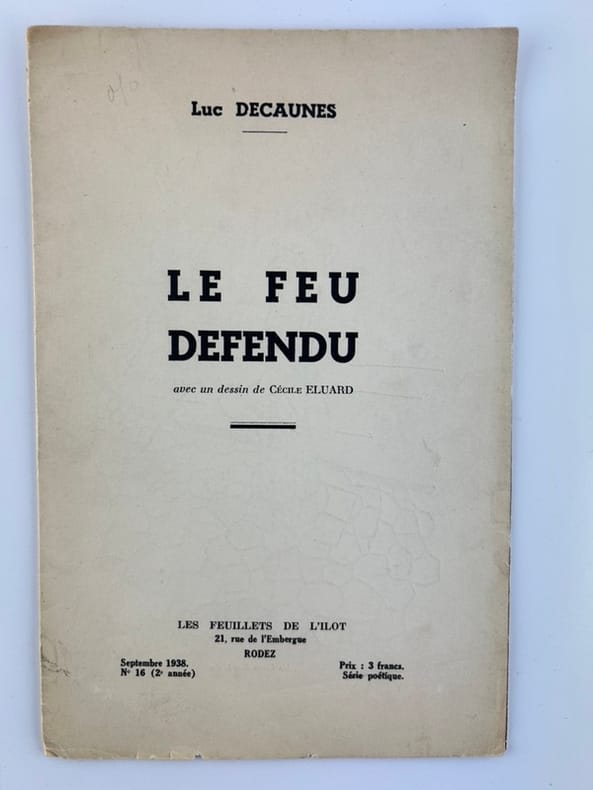 Luc DECAUNES
LE FEU
DEFENDU
avec un dessin de CÉCILE ELUARD
LES FEUILLETS DE L'ILOT
21, rue de l'Embergue
RODEZ
Septembre 1938.
N° 16 (2e année)
Prix : 3 francs.
Série poétique.